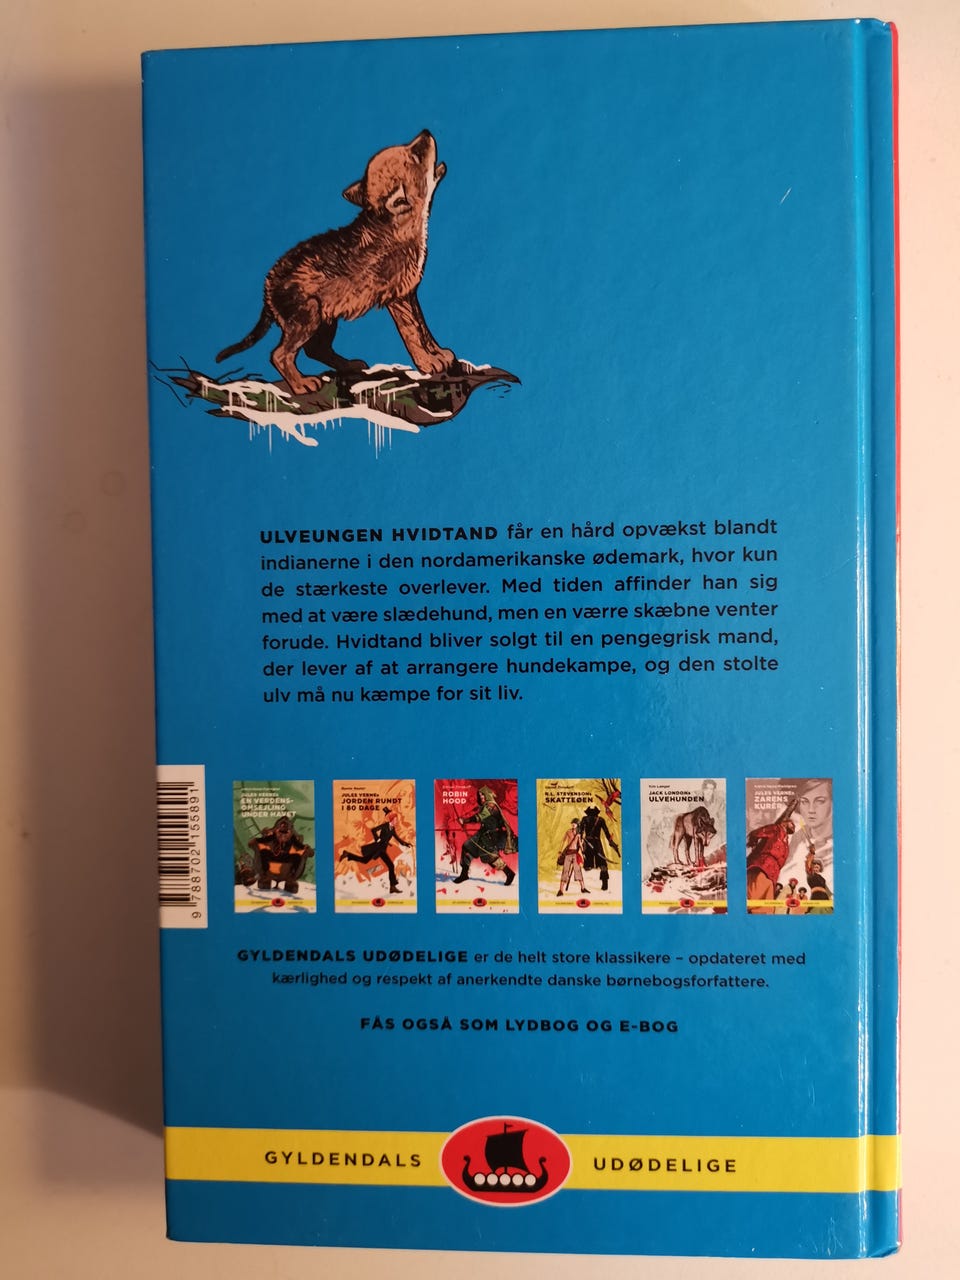 ULVEUNGEN HVIDTAND får en hård opvækst blandt
indianerne i den nordamerikanske ødemark, hvor kun
de stærkeste overlever. Med tiden affinder han sig
med at være slædehund, men en værre skæbne venter
forude. Hvidtand bliver solgt til en pengegrisk mand,
der lever af at arrangere hundekampe, og den stolte
ulv må nu kæmpe for sit liv.
9 788702 155891
JULES VERNES
EN VERDENS-
OMSEJLING
UNDER HAVET
JULES VERNES
JORDEN RUNDT
I 80 DAGE
ROBIN
HOOD
R.L. STEVENSONS
SKATTEØEN
JACK LONDONS
ULVEHUNDEN
JULES VERNES
ZARENS
KURÉR
GYLDENDALS UDØDELIGE er de helt store klassikere – opdateret med
kærlighed og respekt af anerkendte danske børnebogsforfattere.
FÅS OGSÅ SOM LYDBOG OG E-BOG
GYLDENDALS UDØDELIGE